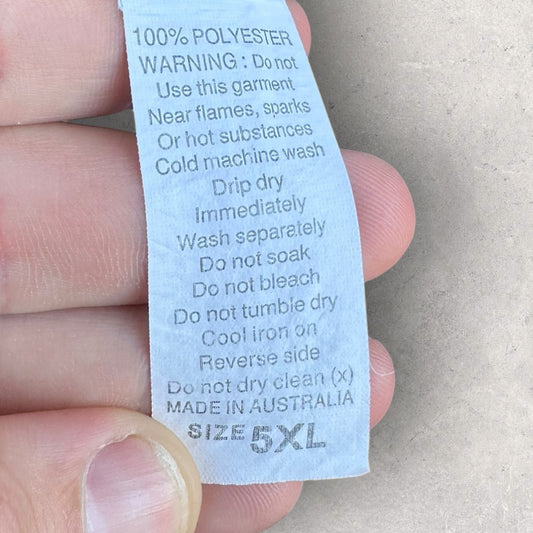 100% POLYESTER
WARNING : Do not
Use this garment
Near flames, sparks
Or hot substances
Cold machine wash
Drip dry
Immediately
Wash separately
Do not soak
Do not bleach
Do not tumble dry
Cool iron on
Reverse side
Do not dry clean (x)
MADE IN AUSTRALIA
SIZE 5XL